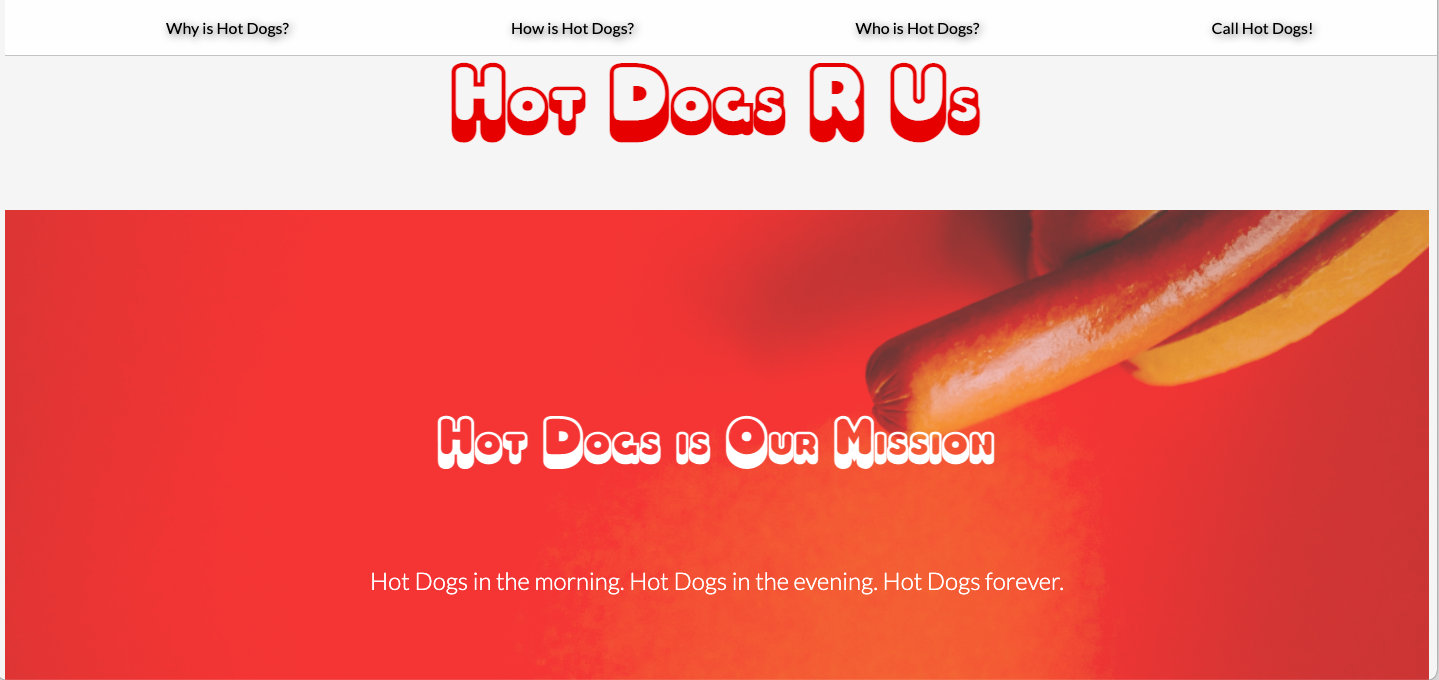 Why is Hot Dogs? How is Hot Dogs? Who is Hot Dogs? Call Hot Dogs!
Hot Dogs R Us
Hot Dogs is Our Mission
Hot Dogs in the morning. Hot Dogs in the evening. Hot Dogs forever.